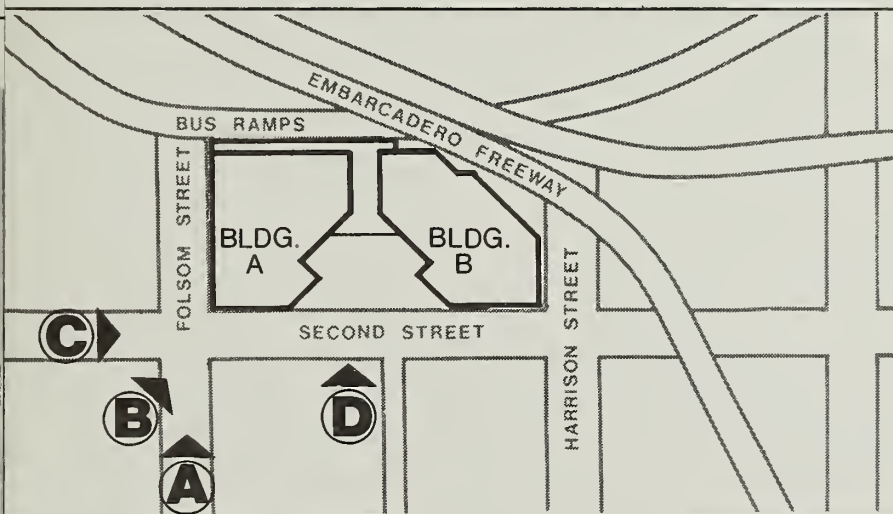 EMBARCADERO FREEWAY
BUS RAMPS
FOLSOM STREET
BLDG.
A
BLDG.
B
HARRISON STREET
SECOND STREET
C
B
D
A